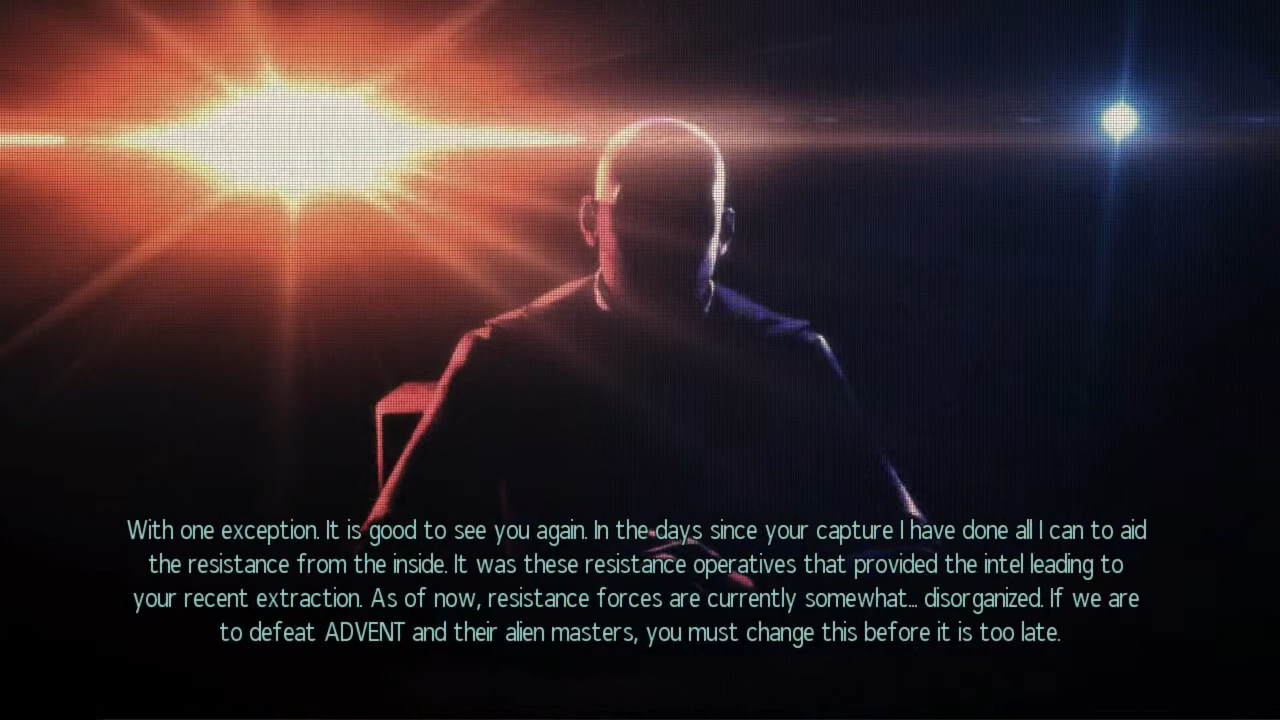 With one exception. It is good to see you again. In the days since your capture I have done all I can to aid
the resistance from the inside. It was these resistance operatives that provided the intel leading to
your recent extraction. As of now, resistance forces are currently somewhat... disorganized. If we are
to defeat ADVENT and their alien masters, you must change this before it is too late.